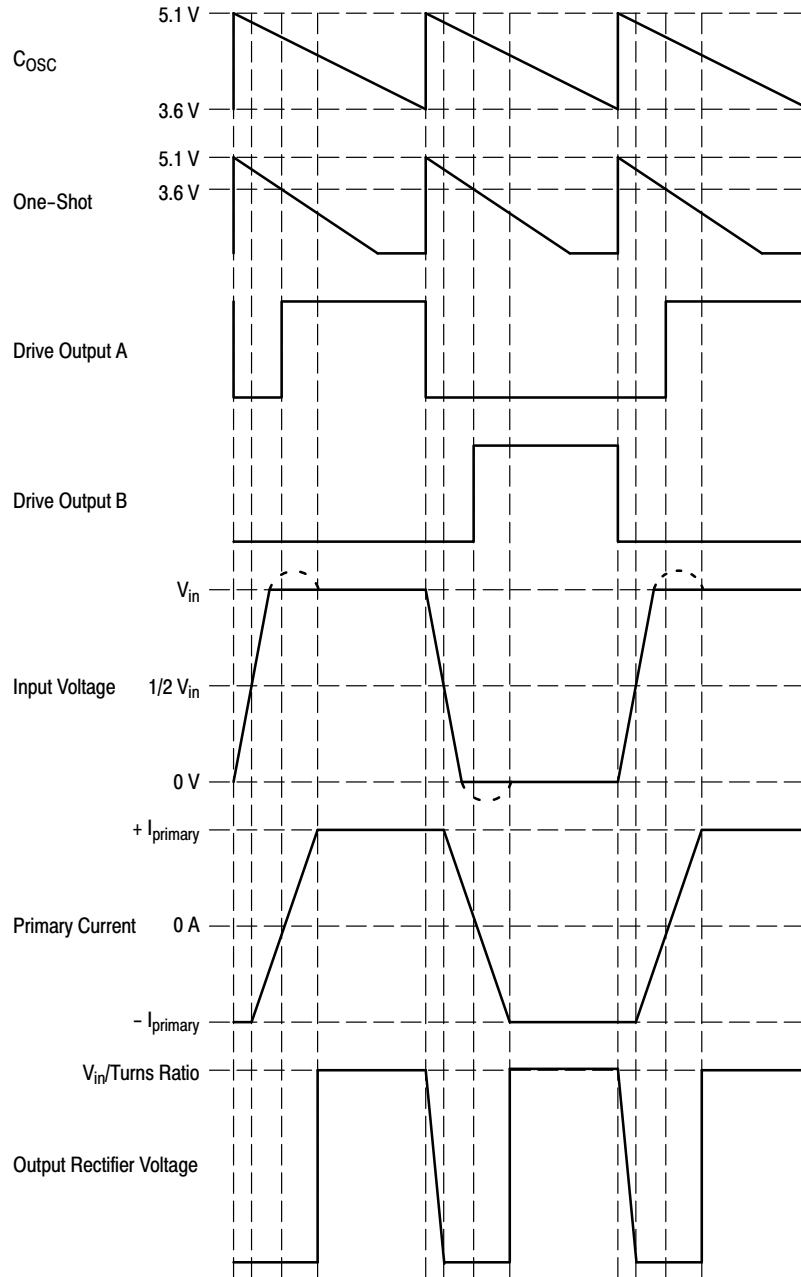 5.1 V
C_OSC
3.6 V
5.1 V
3.6 V
One-Shot
Drive Output A
Drive Output B
V_in
Input Voltage 1/2 V_in
0 V
+ I_primary
Primary Current 0 A
– I_primary
V_in/Turns Ratio
Output Rectifier Voltage